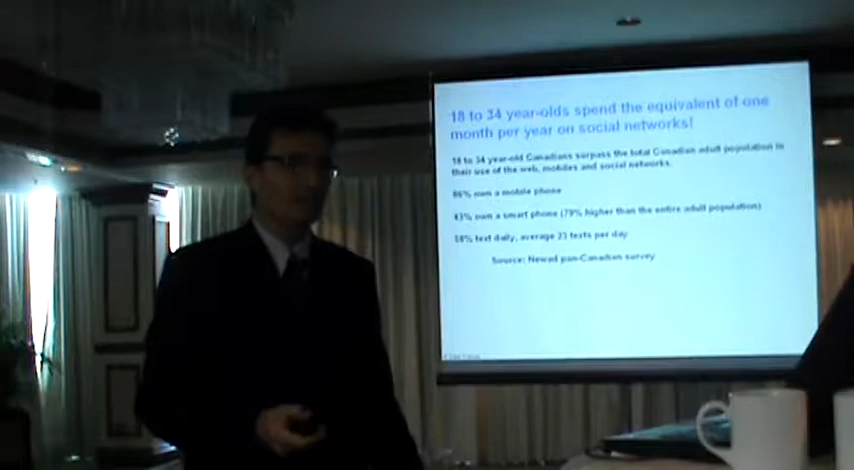 18 to 34 year-olds spend the equivalent of one
month per year on social networks!
18 to 34 year-old Canadians surpass the total Canadian adult population in
their use of the web, mobiles and social networks.
86% own a mobile phone
43% own a smart phone (79% higher than the entire adult population)
58% text daily, average 23 texts per day
Source: Newad pan-Canadian survey